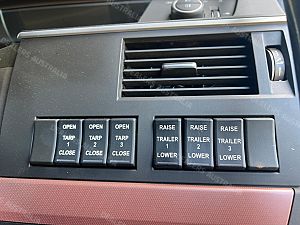 OPEN TARP 1 CLOSE
OPEN TARP 2 CLOSE
OPEN TARP 3 CLOSE
RAISE TRAILER 1 LOWER
RAISE TRAILER 2 LOWER
RAISE TRAILER 3 LOWER